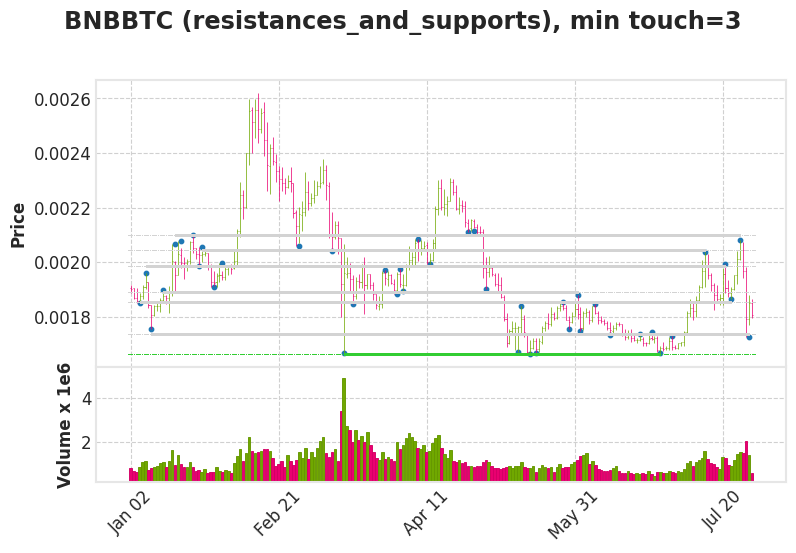 BNBBTC (resistances_and_supports), min touch=3
Price
0.0026
0.0024
0.0022
0.0020
0.0018
Volume x 1e6
4
2
Jan 02
Feb 21
Apr 11
May 31
Jul 20